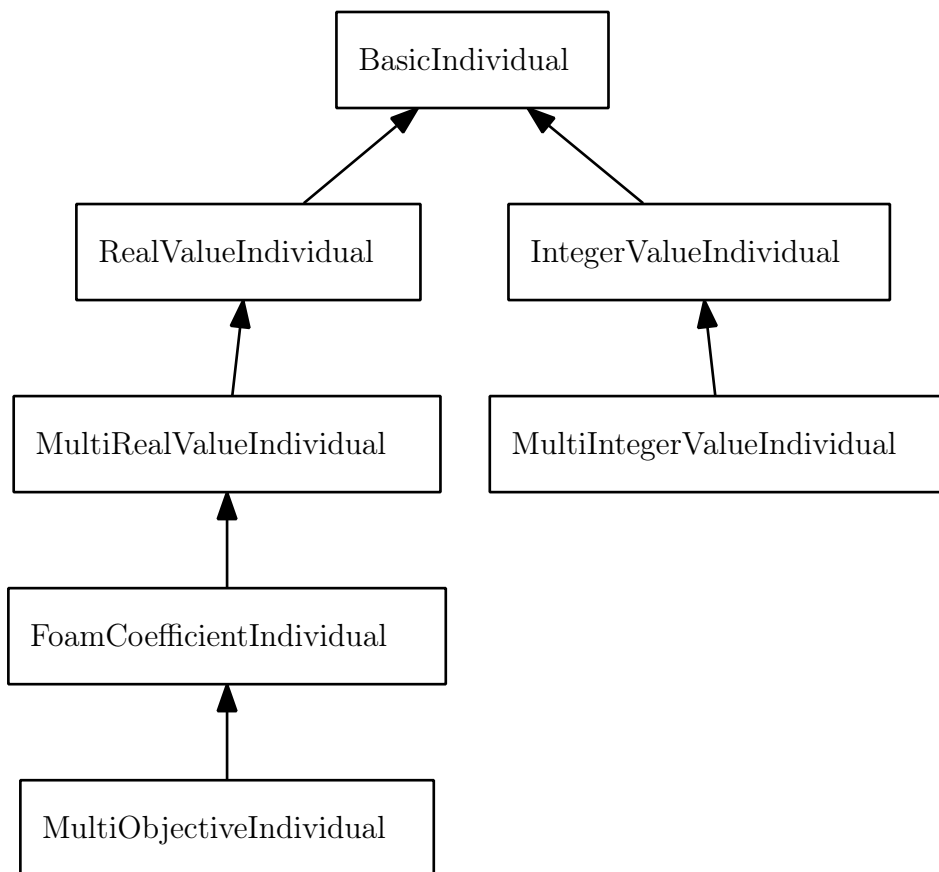 BasicIndividual
RealValueIndividual
IntegerValueIndividual
MultiRealValueIndividual
MultiIntegerValueIndividual
FoamCoefficientIndividual
MultiObjectiveIndividual